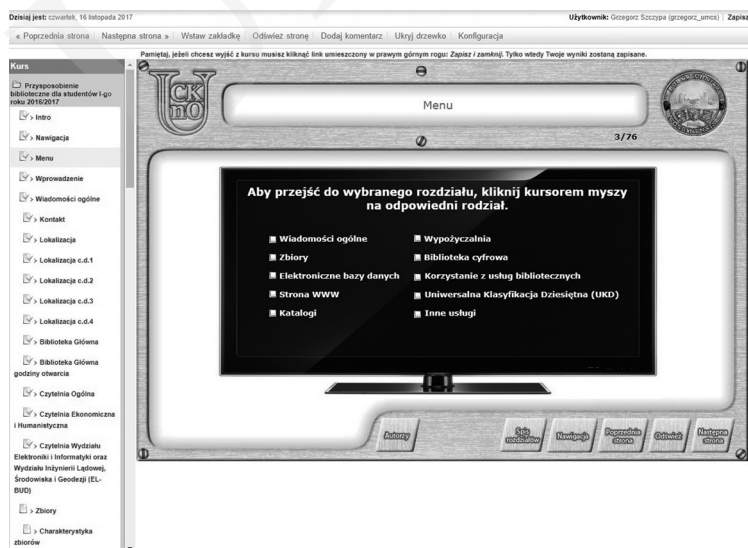 Dzisiaj jest: czwartek, 16 listopada 2017
Użytkownik: Grzegorz Szczypa (grzegorz_umcs) | Zapisz
« Poprzednia strona | Następna strona » | Wstaw zakładkę | Odśwież stronę | Dodaj komentarz | Ukryj drzewko | Konfiguracja
Pamiętaj, jeżeli chcesz wyjść z kursu musisz kliknąć link umieszczony w prawym górnym rogu: Zapisz i zamknij. Tylko wtedy Twoje wyniki zostaną zapisane.
Kurs
Przysposobienie
biblioteczne dla studentów I-go
roku 2016/2017
> Intro
> Nawigacja
> Menu
> Wprowadzenie
> Wiadomości ogólne
> Kontakt
> Lokalizacja
> Lokalizacja c.d.1
> Lokalizacja c.d.2
> Lokalizacja c.d.3
> Lokalizacja c.d.4
> Biblioteka Główna
> Biblioteka Główna
godziny otwarcia
> Czytelnia Ogólna
> Czytelnia Ekonomiczna
i Humanistyczna
> Czytelnia Wydziału
Elektroniki i Informatyki oraz
Wydziału Inżynierii Lądowej,
Środowiska i Geodezji (EL-
BUD)
> Zbiory
> Charakterystyka
zbiorów
U
CK
nO
Menu
3/76
Aby przejść do wybranego rozdziału, kliknij kursorem myszy
na odpowiedni rodział.
Wiadomości ogólne
Zbiory
Elektroniczne bazy danych
Strona WWW
Katalogi
Wypożyczalnia
Biblioteka cyfrowa
Korzystanie z usług bibliotecznych
Uniwersalna Klasyfikacja Dziesiętna (UKD)
Inne usługi
Autorzy
Spis
rozdziałów
Nawigacja
Poprzednia
strona
Odśwież
Następna
strona